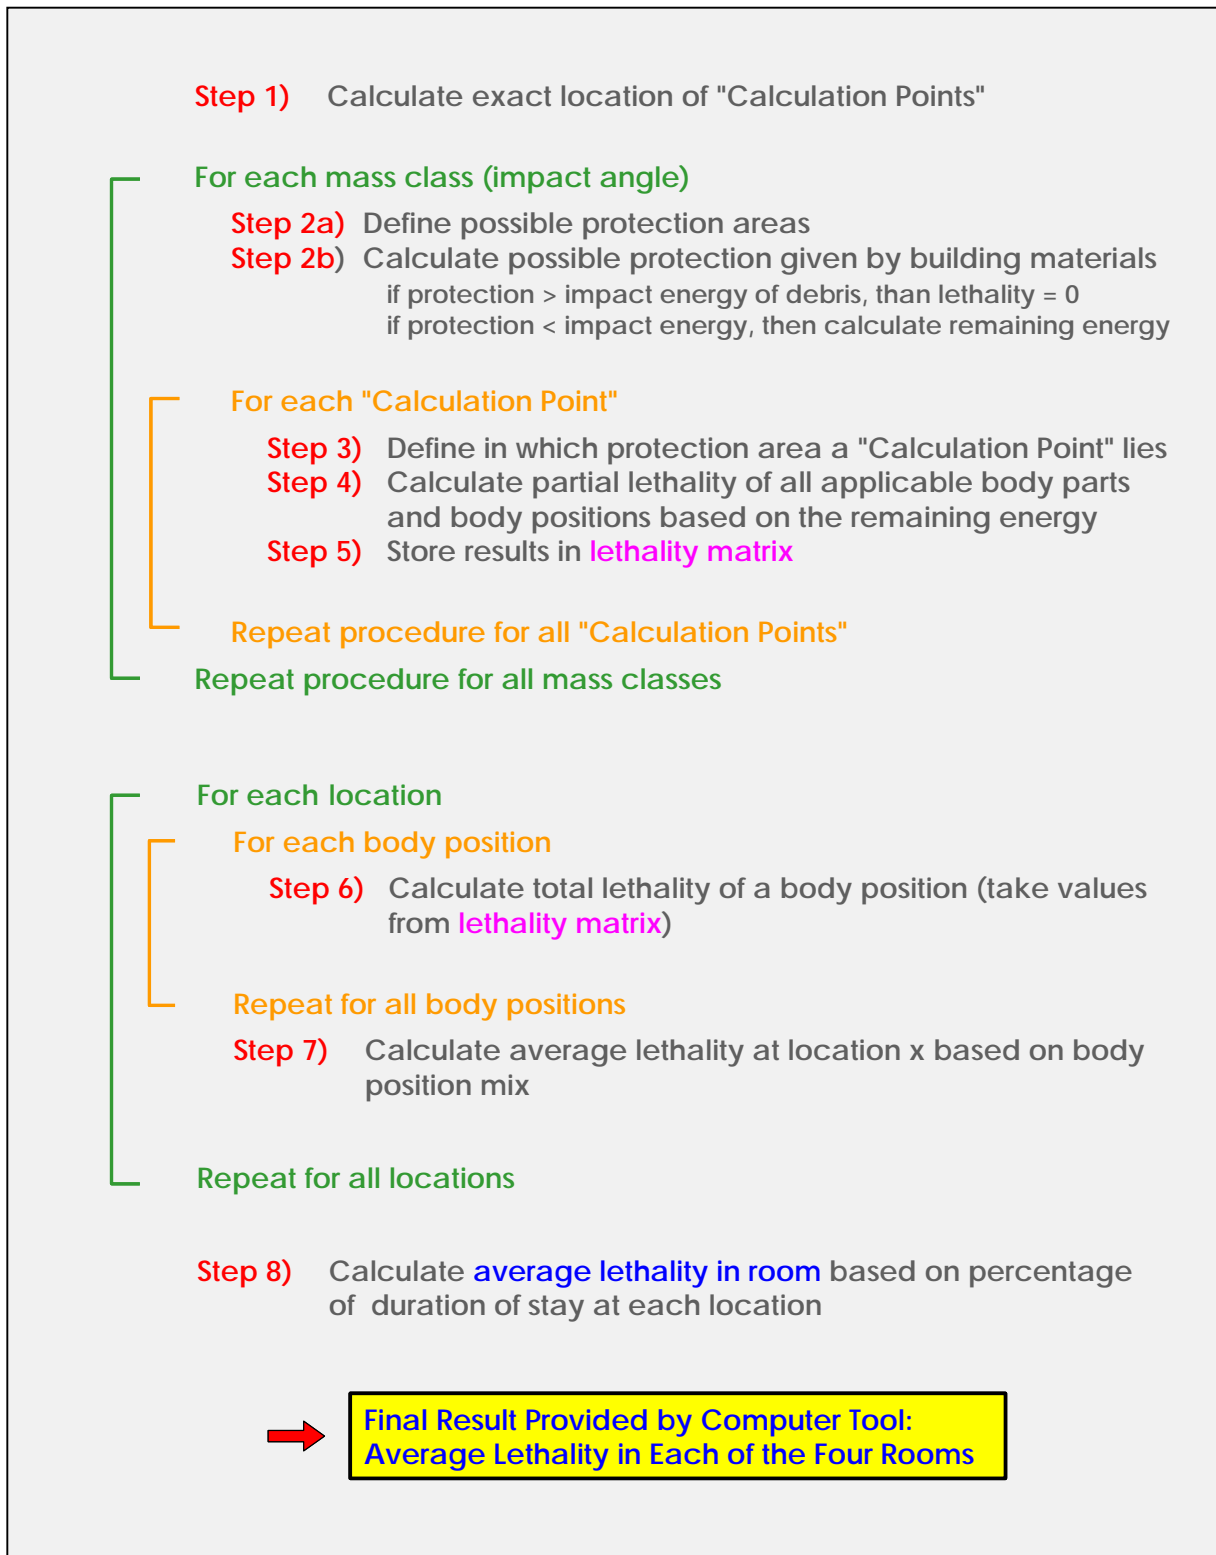 Step 1) Calculate exact location of "Calculation Points"
For each mass class (impact angle)
Step 2a) Define possible protection areas
Step 2b) Calculate possible protection given by building materials
if protection > impact energy of debris, than lethality = 0
if protection < impact energy, then calculate remaining energy
For each "Calculation Point"
Step 3) Define in which protection area a "Calculation Point" lies
Step 4) Calculate partial lethality of all applicable body parts
and body positions based on the remaining energy
Step 5) Store results in lethality matrix
Repeat procedure for all "Calculation Points"
Repeat procedure for all mass classes
For each location
For each body position
Step 6) Calculate total lethality of a body position (take values
from lethality matrix)
Repeat for all body positions
Step 7) Calculate average lethality at location x based on body
position mix
Repeat for all locations
Step 8) Calculate average lethality in room based on percentage
of duration of stay at each location
Final Result Provided by Computer Tool:
Average Lethality in Each of the Four Rooms